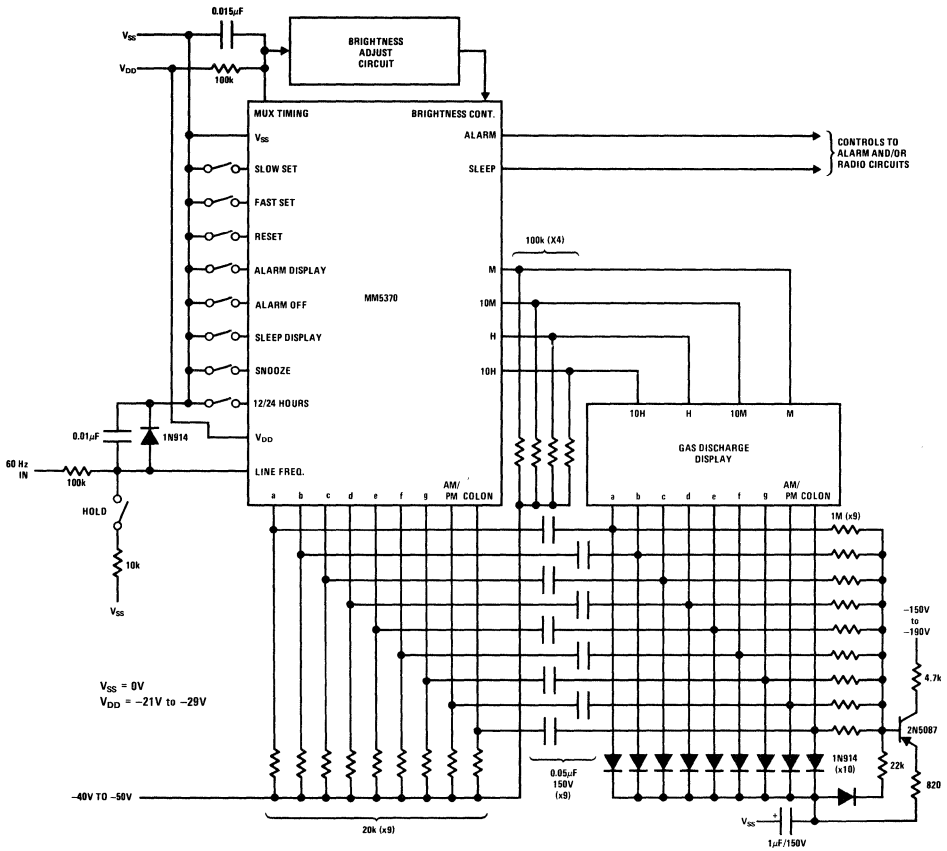 0.015µF
VSS
VDD
100k
BRIGHTNESS
ADJUST
CIRCUIT
MUX TIMING
BRIGHTNESS CONT.
VSS
ALARM
SLEEP
CONTROLS TO
ALARM AND/OR
RADIO CIRCUITS
SLOW SET
FAST SET
RESET
ALARM DISPLAY
ALARM OFF
SLEEP DISPLAY
SNOOZE
12/24 HOURS
VDD
LINE FREQ.
MM5370
100k (X4)
M
10M
H
10H
0.01µF
1N914
60 Hz
IN
100k
HOLD
10k
VSS
a b c d e f g AM/PM COLON
10H H 10M M
GAS DISCHARGE
DISPLAY
a b c d e f g AM/PM COLON
1M (x9)
–150V
to
–190V
4.7k
2N5087
VSS = 0V
VDD = –21V to –29V
1N914
(x10)
22k
820
0.05µF
150V
(x9)
–40V TO –50V
20k (x9)
VSS
+
1µF/150V